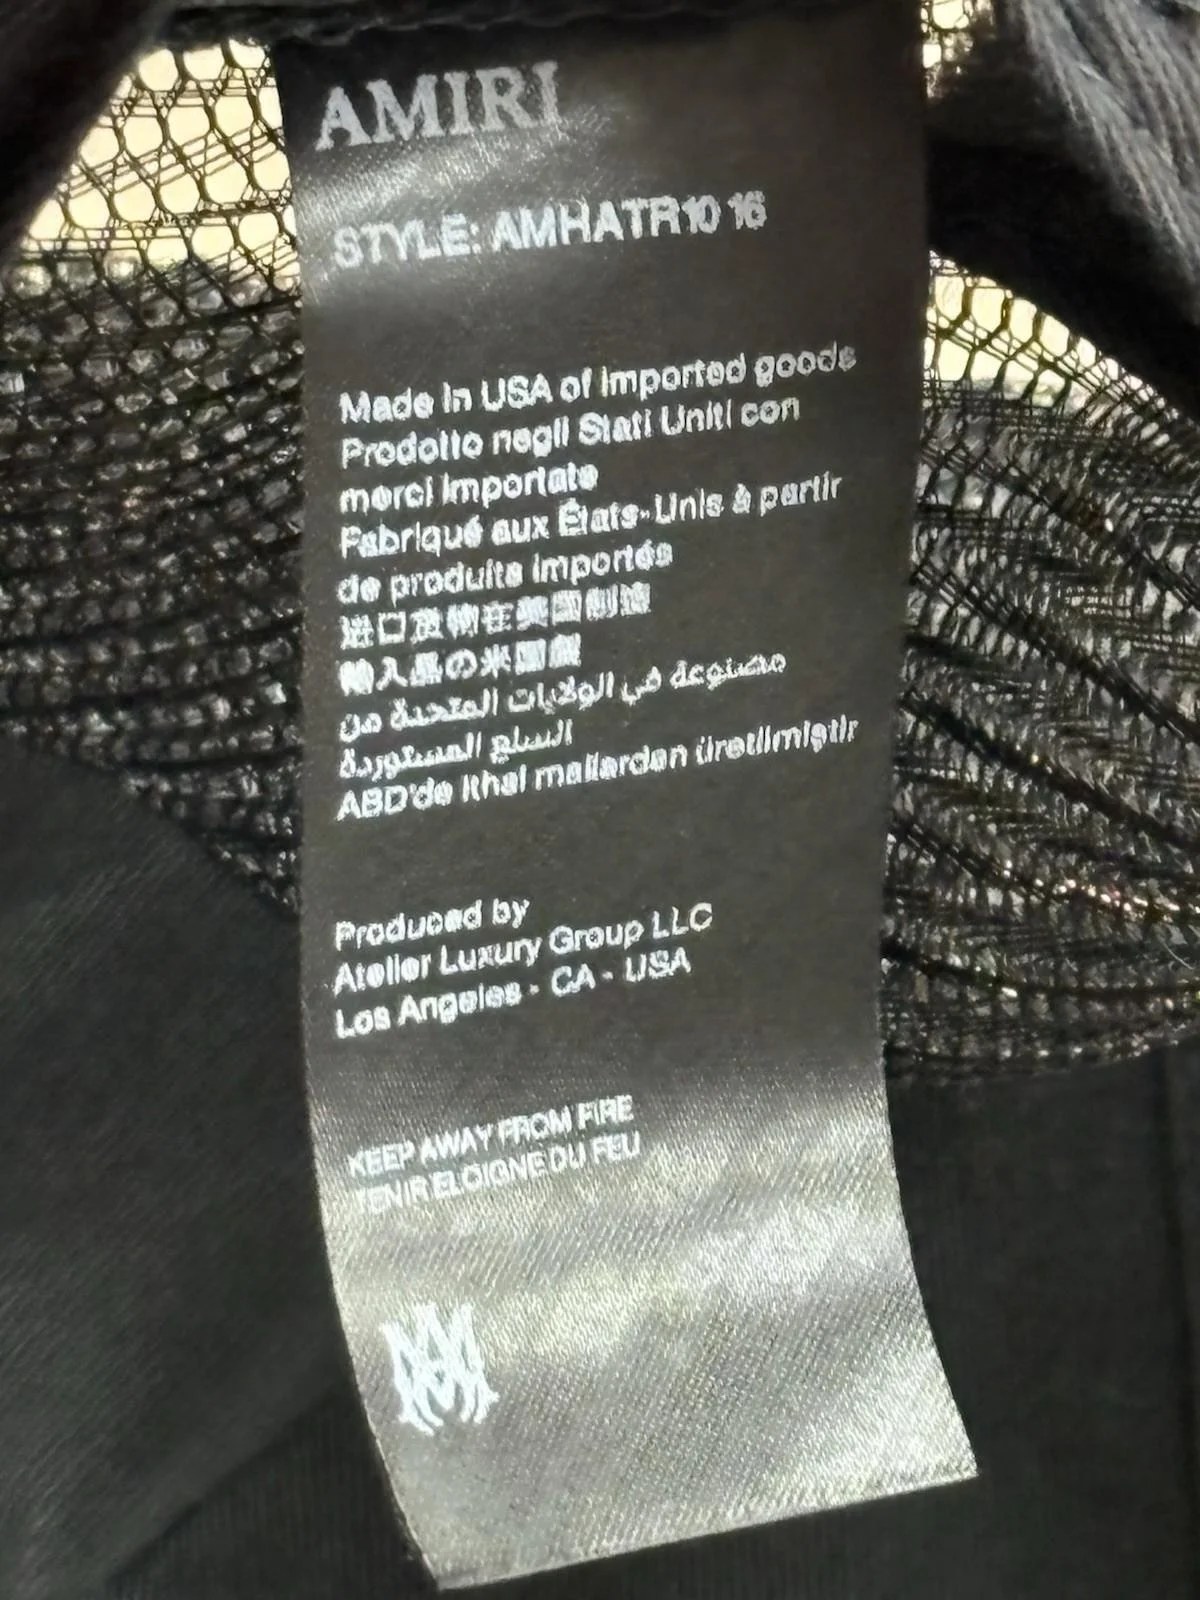 AMIRI
STYLE: AMHATR1016
Made in USA of imported goods
Prodotto negli Stati Uniti con
merci importate
Fabriqué aux États-Unis à partir
de produits importés
进口货物在美国制造
輸入品の米国製
مصنوعة في الولايات المتحدة من
السلع المستوردة
ABD'de ithal mallardan üretilmiştir
Produced by
Atelier Luxury Group LLC
Los Angeles - CA - USA
KEEP AWAY FROM FIRE
TENIR ELOIGNE DU FEU